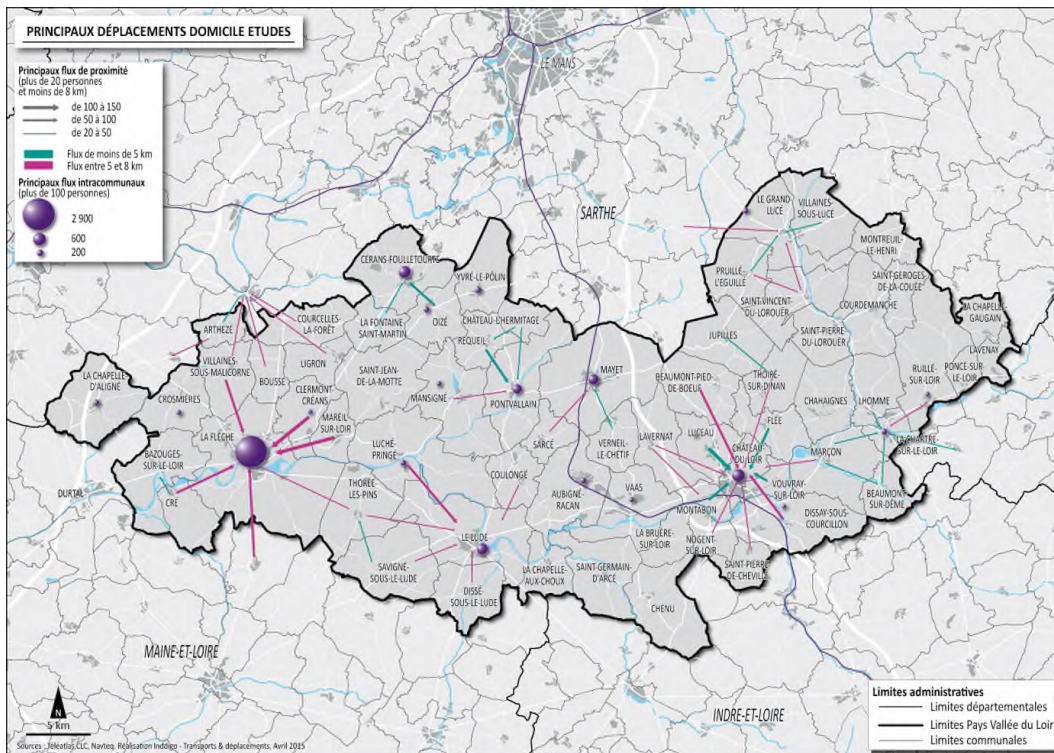 PRINCIPAUX DÉPLACEMENTS DOMICILE ETUDES
Principaux flux de proximité
(plus de 20 personnes
et moins de 8 km)
de 100 à 150
de 50 à 100
de 20 à 50
Flux de moins de 5 km
Flux entre 5 et 8 km
Principaux flux intracommunaux
(plus de 100 personnes)
2 900
600
200
LE MANS
SARTHE
LE GRAND-
LUCÉ
VILLAINES-
SOUS-LUCÉ
MONTREUIL-
LE-HENRI
PRUILLÉ-
L'EGUILLE
SAINT-GEROGES-
DE-LA-COUÉE
SAINT-VINCENT-
DU-LOROUER
COURDEMANCHE
LA CHAPELLE-
GAUGAIN
CÉRANS-FOULLETOURTE
YVRÉ-LE-PÔLIN
LA FONTAINE-
SAINT-MARTIN
OIZÉ
CHÂTEAU-L'HERMITAGE
REQUEIL
COURCELLES-
LA-FORÊT
ARTHEZÉ
JUPILLES
SAINT-PIERRE-
DU-LOROUER
LAVENAY
PONCE-SUR-
LE-LOIR
RUILLÉ-
SUR-LOIR
VILLAINES-
SOUS-MALICORNE
LIGRON
BOUSSE
SAINT-JEAN-
DE-LA-MOTTE
MANSIGNÉ
PONTVALLAIN
MAYET
BEAUMONT-PIED-
DE-BOEUF
THOIRÉ-
SUR-DINAN
CHAHAIGNES
LHOMME
LA CHAPELLE
D'ALIGNÉ
CROSMIÈRES
CLERMONT-
CRÉANS
MAREIL-
SUR-LOIR
LA FLÈCHE
LUCHÉ-
PRINGÉ
SARCÉ
VERNEIL-
LE-CHETIF
LAVERNAT
LUCEAU
FLÉE
CHÂTEAU-
DU-LOIR
MARÇON
LA CHARTRE-
SUR-LE-LOIR
BAZOUGES-
SUR-LE-LOIR
DURTAL
CRÉ
THORÉE-
LES-PINS
COULONGÉ
AUBIGNÉ-
RACAN
VAAS
MONTABON
VOUVRAY-
SUR-LOIR
BEAUMONT-
SUR-DÊME
DISSAY-SOUS-
COURCILLON
LE-LUDE
LA BRUÈRE-
SUR-LOIR
NOGENT-
SUR-LOIR
SAVIGNÉ-
SOUS-LE-LUDE
DISSÉ-
SOUS-LE-LUDE
LA CHAPELLE-
AUX-CHOUX
SAINT-GERMAIN-
D'ARCÉ
SAINT-PIERRE-
DE-CHEVILLÉ
CHENU
MAINE-ET-LOIRE
INDRE-ET-LOIRE
N
5 km
Sources : Téléatlas CLC, Navteq. Réalisation Inddigo - Transports & déplacements, Avril 2015
Limites administratives
Limites départementales
Limites Pays Vallée du Loir
Limites communales